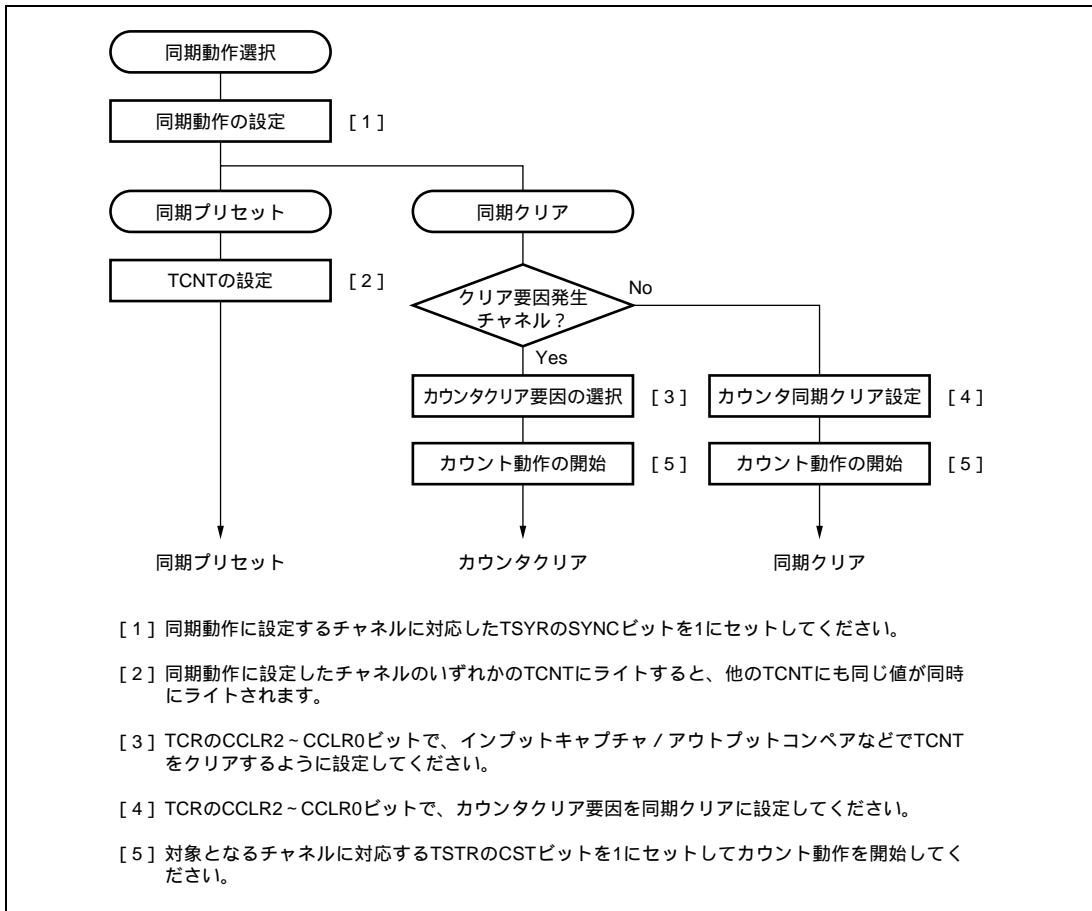 同期動作選択
同期動作の設定 [1]
同期プリセット 同期クリア
TCNTの設定 [2]
クリア要因発生
チャネル？
No
Yes
カウンタクリア要因の選択 [3] カウンタ同期クリア設定 [4]
カウント動作の開始 [5] カウント動作の開始 [5]
同期プリセット カウンタクリア 同期クリア
[1] 同期動作に設定するチャネルに対応したTSYRのSYNCビットを1にセットしてください。
[2] 同期動作に設定したチャネルのいずれかのTCNTにライトすると、他のTCNTにも同じ値が同時
にライトされます。
[3] TCRのCCLR2～CCLR0ビットで、インプットキャプチャ／アウトプットコンペアなどでTCNT
をクリアするように設定してください。
[4] TCRのCCLR2～CCLR0ビットで、カウンタクリア要因を同期クリアに設定してください。
[5] 対象となるチャネルに対応するTSTRのCSTビットを1にセットしてカウント動作を開始してく
ださい。